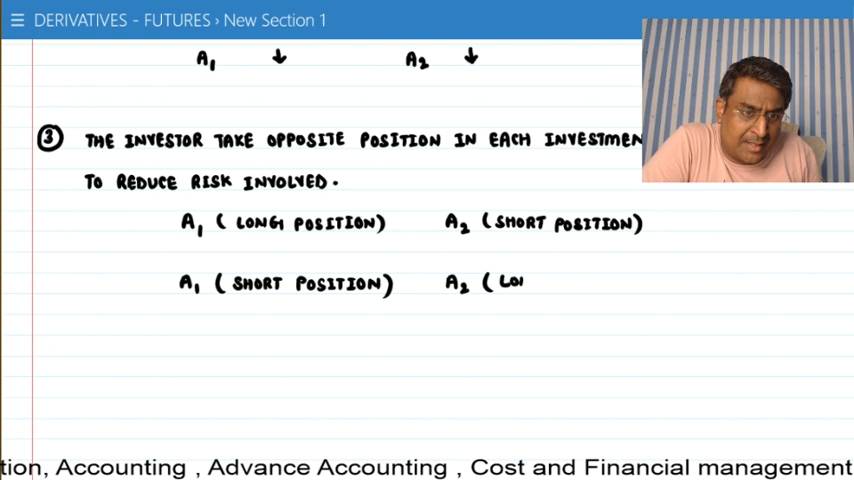 DERIVATIVES - FUTURES › New Section 1
A1 ↓ A2 ↓
3 THE INVESTOR TAKE OPPOSITE POSITION IN EACH INVESTMEN
TO REDUCE RISK INVOLVED.
A1 ( LONG POSITION) A2 (SHORT POSITION)
A1 ( SHORT POSITION) A2 ( LON
tion, Accounting , Advance Accounting , Cost and Financial management